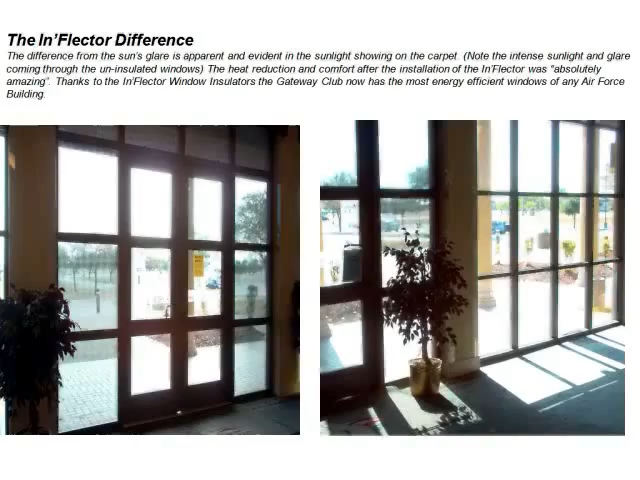 The In'Flector Difference
The difference from the sun's glare is apparent and evident in the sunlight showing on the carpet. (Note the intense sunlight and glare
coming through the un-insulated windows) The heat reduction and comfort after the installation of the In'Flector was "absolutely
amazing". Thanks to the In'Flector Window Insulators the Gateway Club now has the most energy efficient windows of any Air Force
Building.